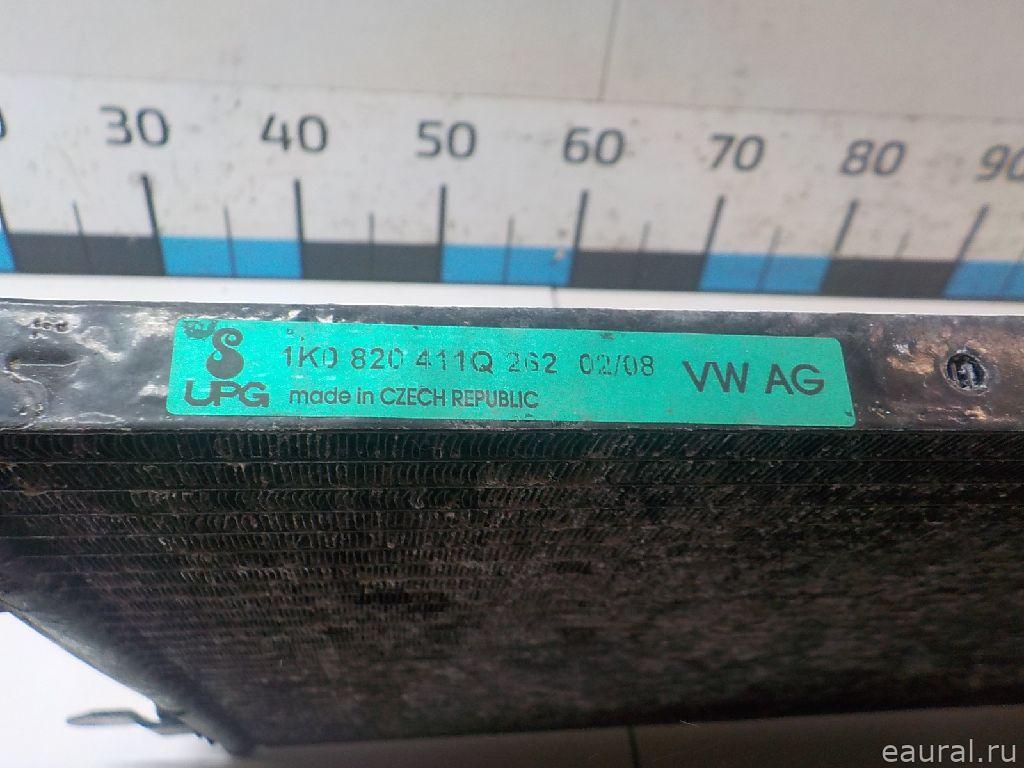 30 40 50 60 70 80 90
1K0 820 411Q 262 02/08 VW AG
UPG made in CZECH REPUBLIC
eaural.ru